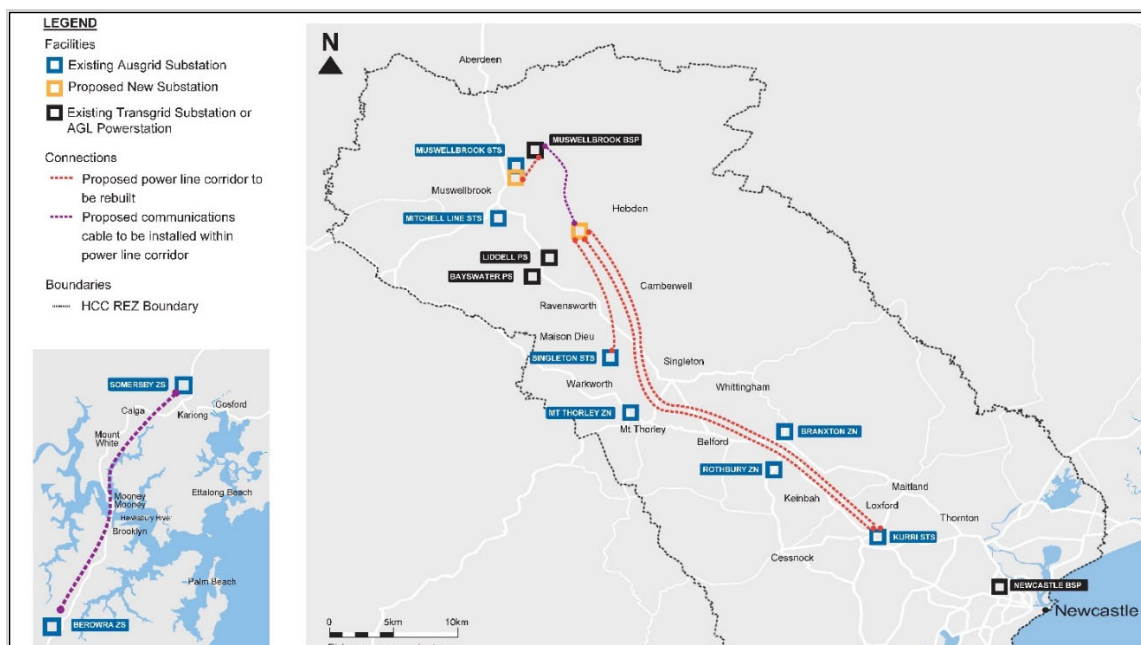 LEGEND
Facilities
Existing Ausgrid Substation
Proposed New Substation
Existing Transgrid Substation or
AGL Powerstation
Connections
Proposed power line corridor to
be rebuilt
Proposed communications
cable to be installed within
power line corridor
Boundaries
HCC REZ Boundary
SOMERSBY ZS
Calga
Kariong
Gosford
Mount
White
Mooney
Mooney
Ettalong Beach
Hawksbury River
Brooklyn
Palm Beach
BEROWRA ZS
N
Aberdeen
MUSWELLBROOK BSP
MUSWELLBROCK STS
Muswellbrook
MITCHELL LINE STS
Hebden
LIDDELL PS
BAYSWATER PS
Camberwell
Ravensworth
Maison Dieu
SINGLETON STS
Singleton
Warkworth
Whittingham
MT THORLEY ZN
Mt Thorley
Belford
BRANXTON ZN
ROTHBURY ZN
Keinbah
Maitland
Loxford
Thornton
KURRI STS
Cessnock
NEWCASTLE BSP
Newcastle
0 5km 10km